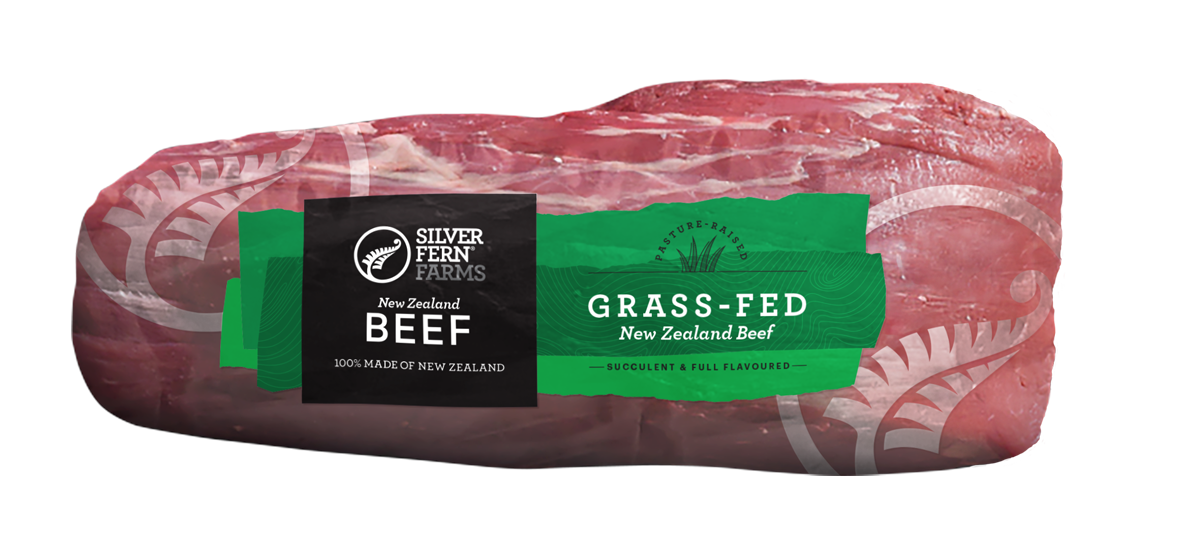 SILVER
FERN®
FARMS
New Zealand
BEEF
100% MADE OF NEW ZEALAND
PASTURE-RAISED
GRASS-FED
New Zealand Beef
SUCCULENT & FULL FLAVOURED